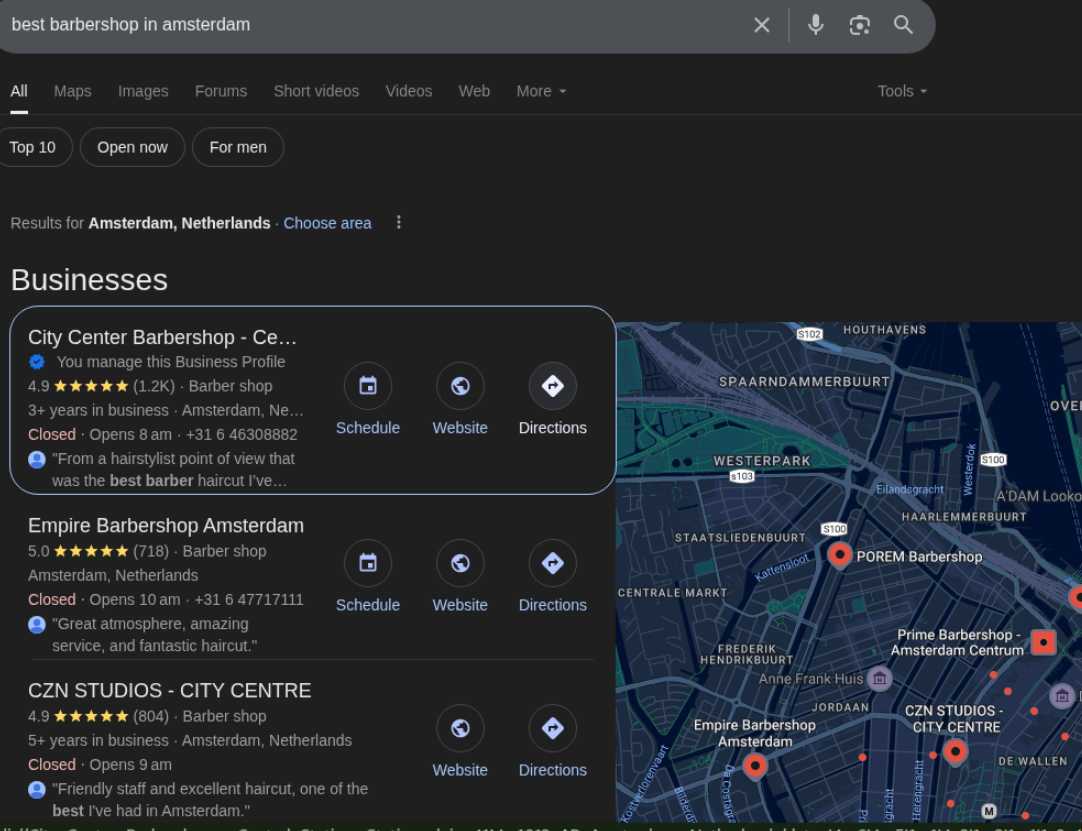 best barbershop in amsterdam
All Maps Images Forums Short videos Videos Web More Tools
Top 10 Open now For men
Results for Amsterdam, Netherlands · Choose area
Businesses
City Center Barbershop - Ce…
You manage this Business Profile
4.9 ★★★★★ (1.2K) · Barber shop
3+ years in business · Amsterdam, Ne…
Closed · Opens 8 am · +31 6 46308882
"From a hairstylist point of view that
was the best barber haircut I've…
Schedule Website Directions
Empire Barbershop Amsterdam
5.0 ★★★★★ (718) · Barber shop
Amsterdam, Netherlands
Closed · Opens 10 am · +31 6 47717111
"Great atmosphere, amazing
service, and fantastic haircut."
Schedule Website Directions
CZN STUDIOS - CITY CENTRE
4.9 ★★★★★ (804) · Barber shop
5+ years in business · Amsterdam, Netherlands
Closed · Opens 9 am
"Friendly staff and excellent haircut, one of the
best I've had in Amsterdam."
Website Directions
S102
HOUTHAVENS
SPAARNDAMMERBUURT
OVE
WESTERPARK
s103
S100
Westerdok
Eilandsgracht
A'DAM Looko
HAARLEMMERBUURT
S100
STAATSLIEDENBUURT
POREM Barbershop
Kattensloot
CENTRALE MARKT
Prime Barbershop -
Amsterdam Centrum
FREDERIK
HENDRIKBUURT
Anne Frank Huis
JORDAAN
CZN STUDIOS -
CITY CENTRE
Empire Barbershop
Amsterdam
DE WALLEN
Kostverlorenvaart
Bilderdi
De Costagra
gracht
Herengracht
M